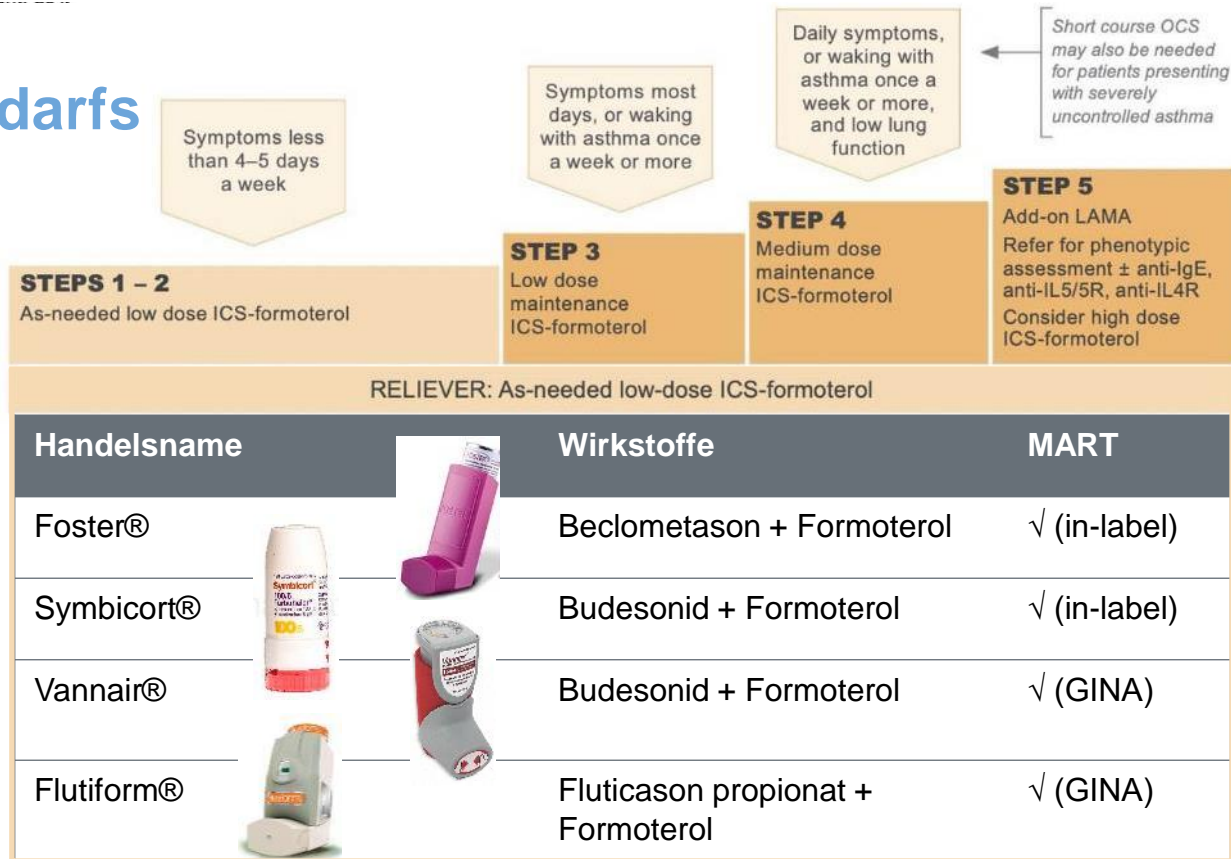 darfs
Symptoms less
than 4–5 days
a week
Symptoms most
days, or waking
with asthma once
a week or more
Daily symptoms,
or waking with
asthma once a
week or more,
and low lung
function
Short course OCS
may also be needed
for patients presenting
with severely
uncontrolled asthma
STEPS 1 – 2
As-needed low dose ICS-formoterol
STEP 3
Low dose
maintenance
ICS-formoterol
STEP 4
Medium dose
maintenance
ICS-formoterol
STEP 5
Add-on LAMA
Refer for phenotypic
assessment ± anti-IgE,
anti-IL5/5R, anti-IL4R
Consider high dose
ICS-formoterol
RELIEVER: As-needed low-dose ICS-formoterol
Handelsname Wirkstoffe MART
Foster® Beclometason + Formoterol √ (in-label)
Symbicort® Budesonid + Formoterol √ (in-label)
Symbicort
100/6
Turbuhaler
100
Vannair® Budesonid + Formoterol √ (GINA)
Flutiform® Fluticason propionat + √ (GINA)
Formoterol